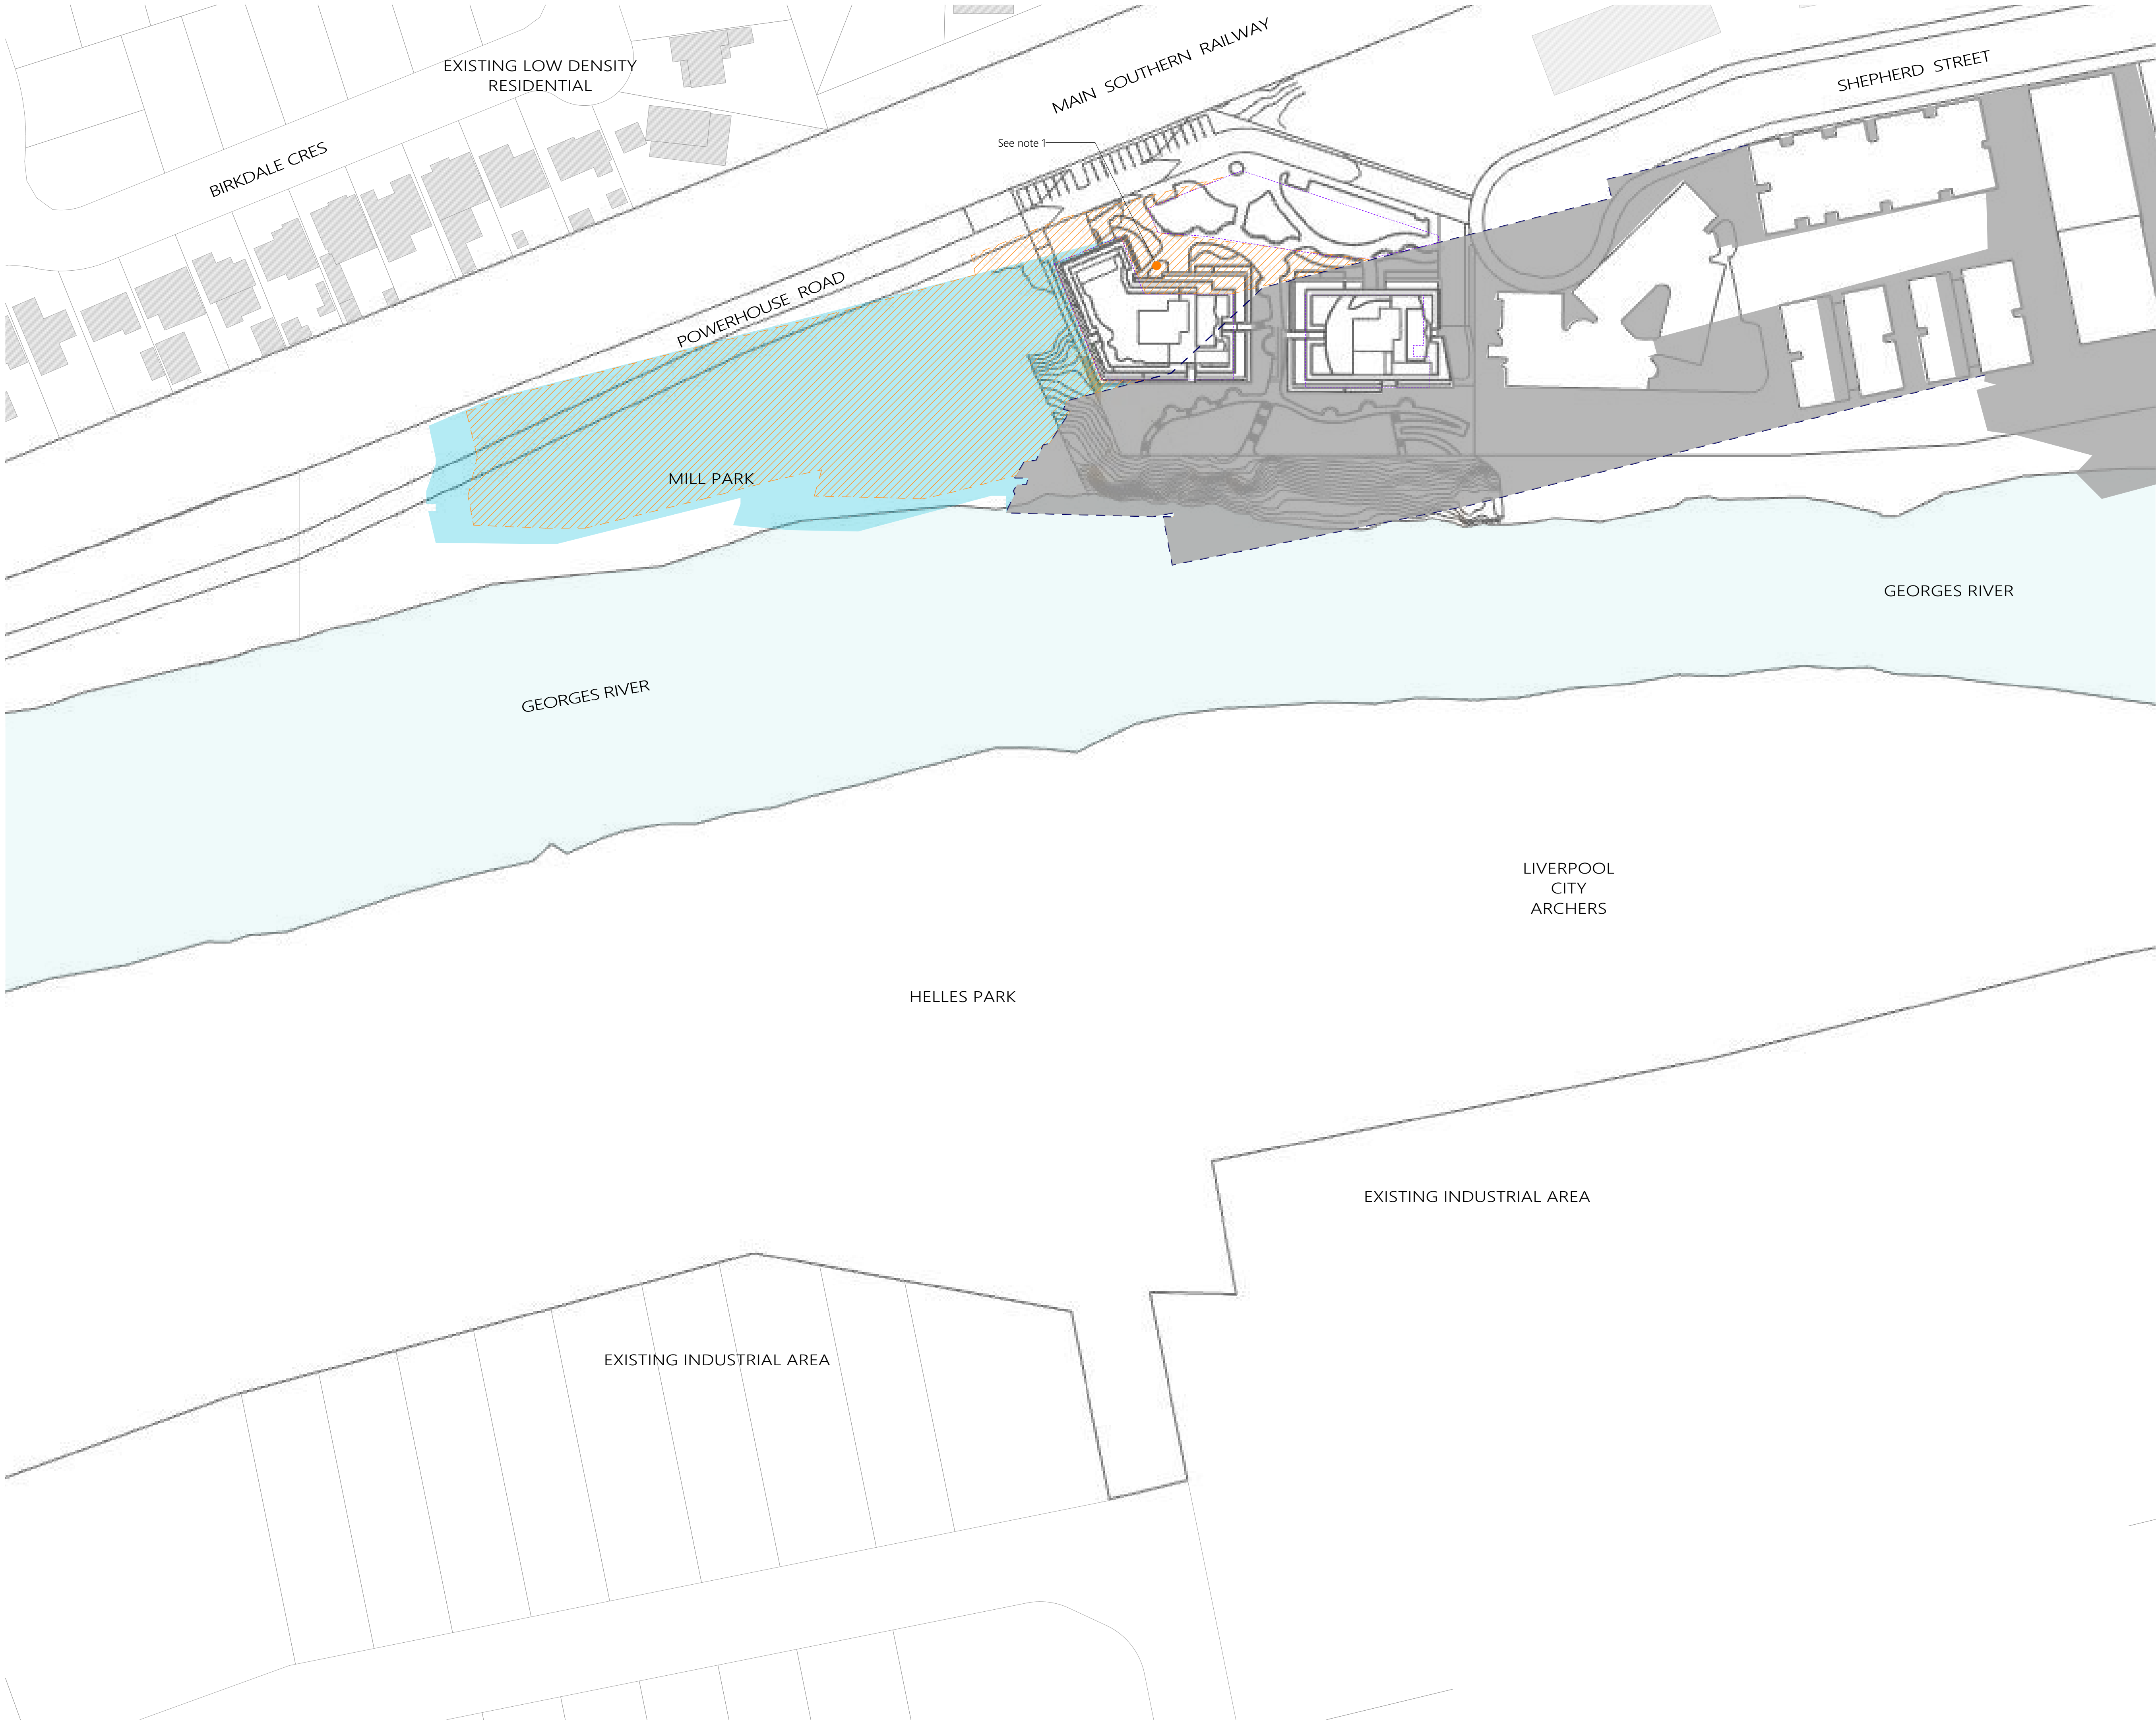 EXISTING LOW DENSITY
RESIDENTIAL
MAIN SOUTHERN RAILWAY
SHEPHERD STREET
See note 1
BIRKDALE CRES
POWERHOUSE ROAD
MILL PARK
GEORGES RIVER
GEORGES RIVER
LIVERPOOL
CITY
ARCHERS
HELLES PARK
EXISTING INDUSTRIAL AREA
EXISTING INDUSTRIAL AREA